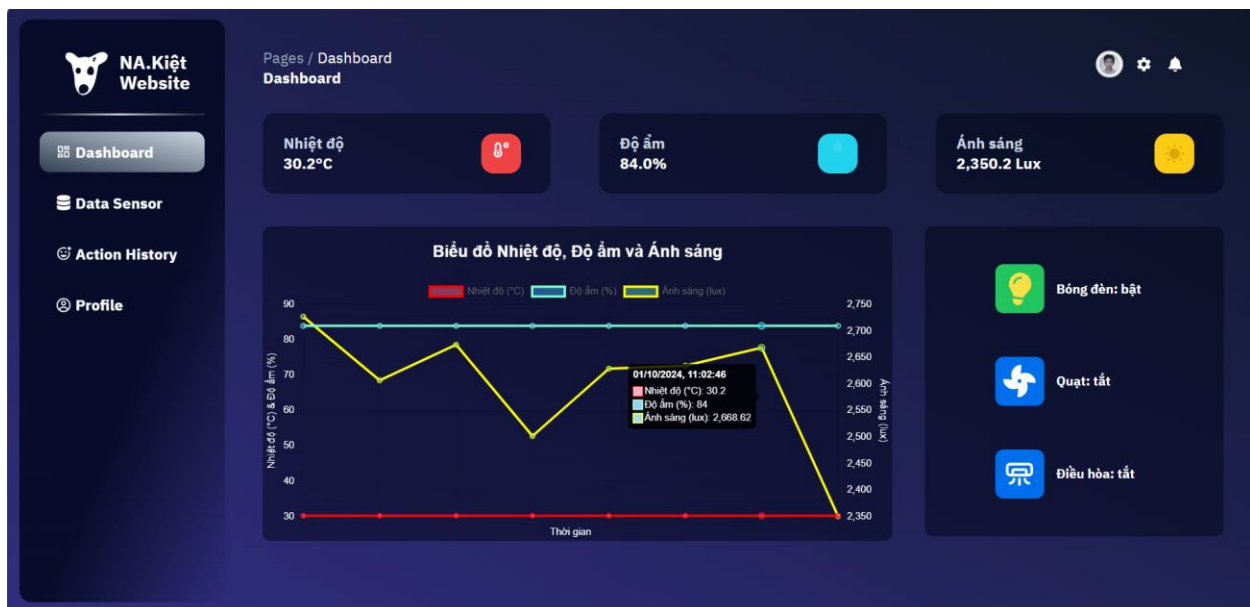 NA.Kiệt
Website
Dashboard
Data Sensor
Action History
Profile
Pages / Dashboard
Dashboard
Nhiệt độ
30.2°C
Độ ẩm
84.0%
Ánh sáng
2,350.2 Lux
Biểu đồ Nhiệt độ, Độ ẩm và Ánh sáng
Nhiệt độ (°C) Độ ẩm (%) Ánh sáng (lux)
Nhiệt độ (°C) & Độ ẩm (%)
90
80
70
60
50
40
30
01/10/2024, 11:02:46
Nhiệt độ (°C): 30.2
Độ ẩm (%): 84
Ánh sáng (lux): 2,668.62
2,750
2,700
2,650
2,600
2,550
2,500
2,450
2,400
2,350
Ánh sáng (lux)
Thời gian
Bóng đèn: bật
Quạt: tắt
Điều hòa: tắt